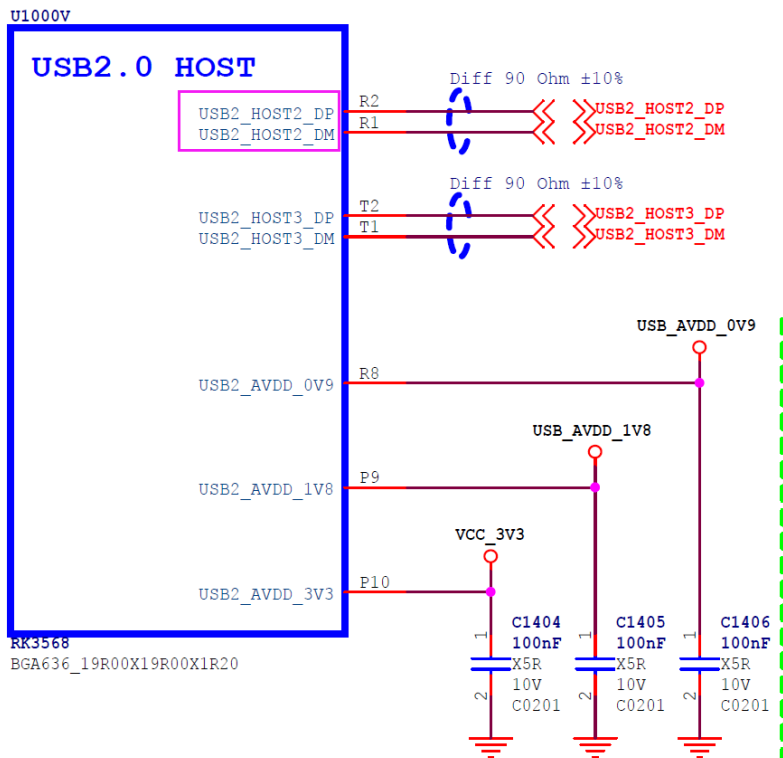 U1000V
USB2.0 HOST
Diff 90 Ohm ±10%
USB2_HOST2_DP R2 USB2_HOST2_DP
USB2_HOST2_DM R1 USB2_HOST2_DM
Diff 90 Ohm ±10%
USB2_HOST3_DP T2 USB2_HOST3_DP
USB2_HOST3_DM T1 USB2_HOST3_DM
USB_AVDD_0V9
USB2_AVDD_0V9 R8
USB_AVDD_1V8
USB2_AVDD_1V8 P9
VCC_3V3
USB2_AVDD_3V3 P10
RK3568
BGA636_19R00X19R00X1R20
1 C1404 1 C1405 1 C1406
100nF 100nF 100nF
X5R X5R X5R
2 10V 2 10V 2 10V
C0201 C0201 C0201